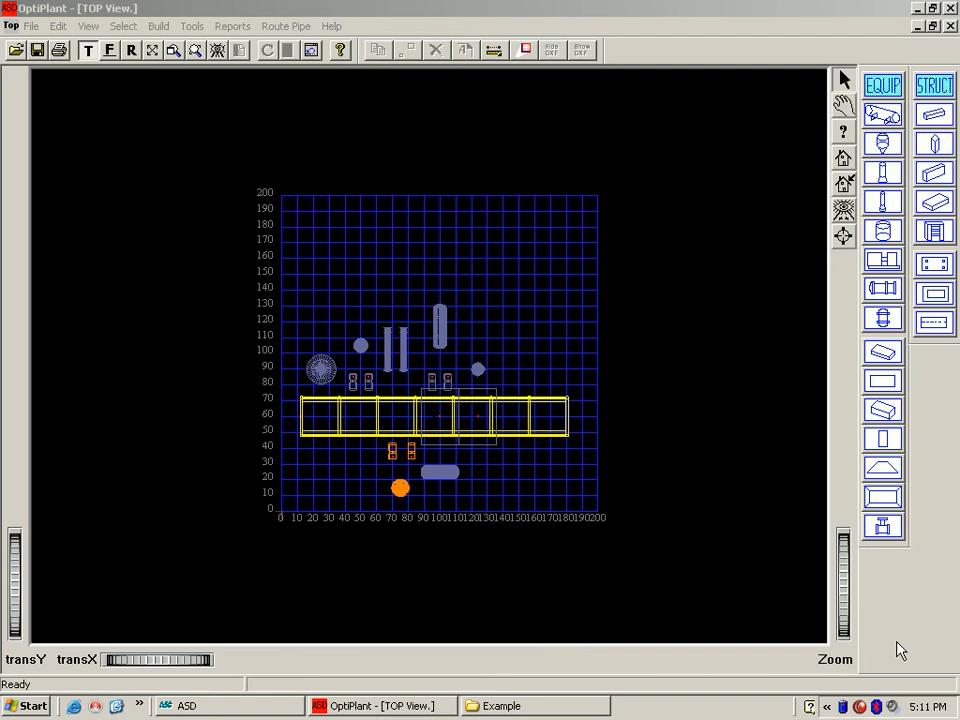 ASD OptiPlant - [TOP View.]
Top File Edit View Select Build Tools Reports Route Pipe Help
T F R C ? A Hide DXF Show DXF
EQUIP STRUCT
?
200
190
180
170
160
150
140
130
120
110
100
90
80
70
60
50
40
30
20
10
0
0 10 20 30 40 50 60 70 80 90 100 110 120 130 140 150 160 170 180 190 200
transY transX Zoom
Ready
Start » ASD ASD ASD OptiPlant - [TOP View.] Example ? « 5:11 PM